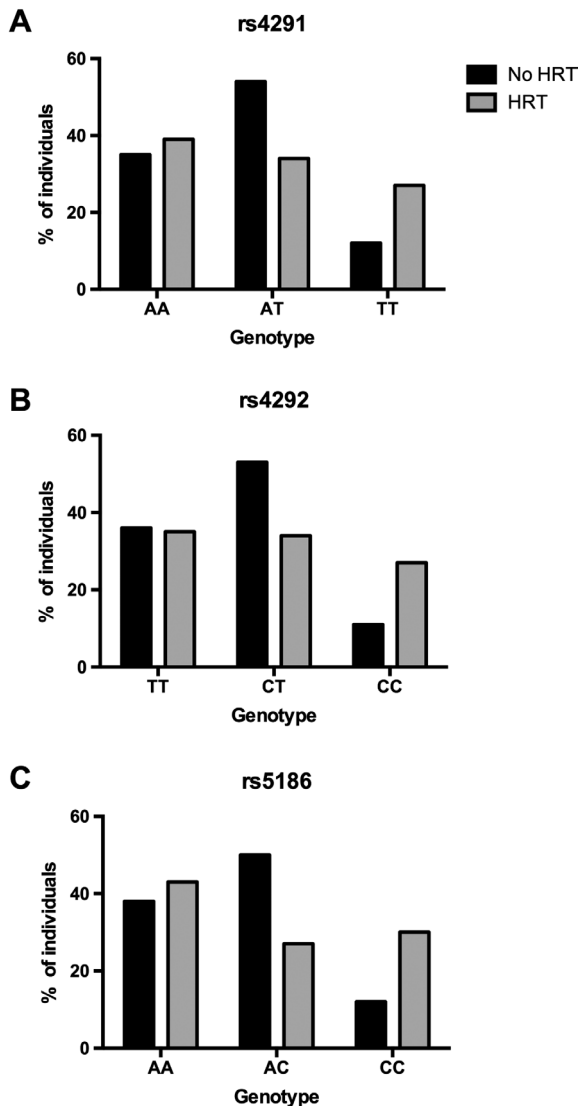 A
rs4291
No HRT
HRT
% of individuals
60
40
20
0
AA AT TT
Genotype
B
rs4292
% of individuals
60
40
20
0
TT CT CC
Genotype
C
rs5186
% of individuals
60
40
20
0
AA AC CC
Genotype